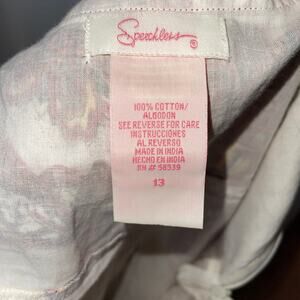 Speechless ®
100% COTTON/
ALGODON
SEE REVERSE FOR CARE
INSTRUCCIONES
AL REVERSO
MADE IN INDIA
HECHO EN INDIA
RN # 58539
13